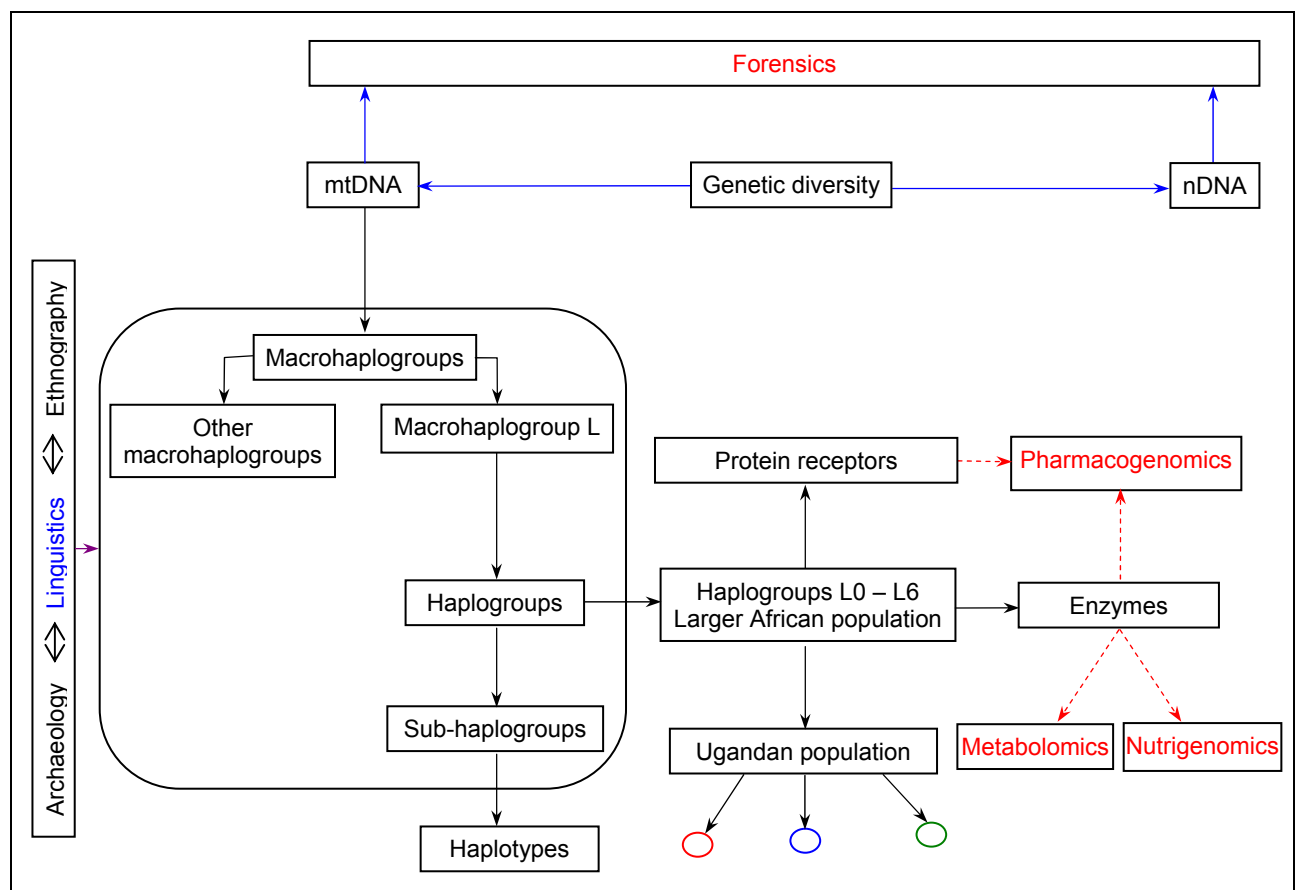 Forensics
mtDNA
Genetic diversity
nDNA
Archaeology Linguistics Ethnography
Macrohaplogroups
Other
macrohaplogroups
Macrohaplogroup L
Protein receptors
Pharmacogenomics
Haplogroups
Haplogroups L0 – L6
Larger African population
Enzymes
Sub-haplogroups
Ugandan population
Metabolomics
Nutrigenomics
Haplotypes